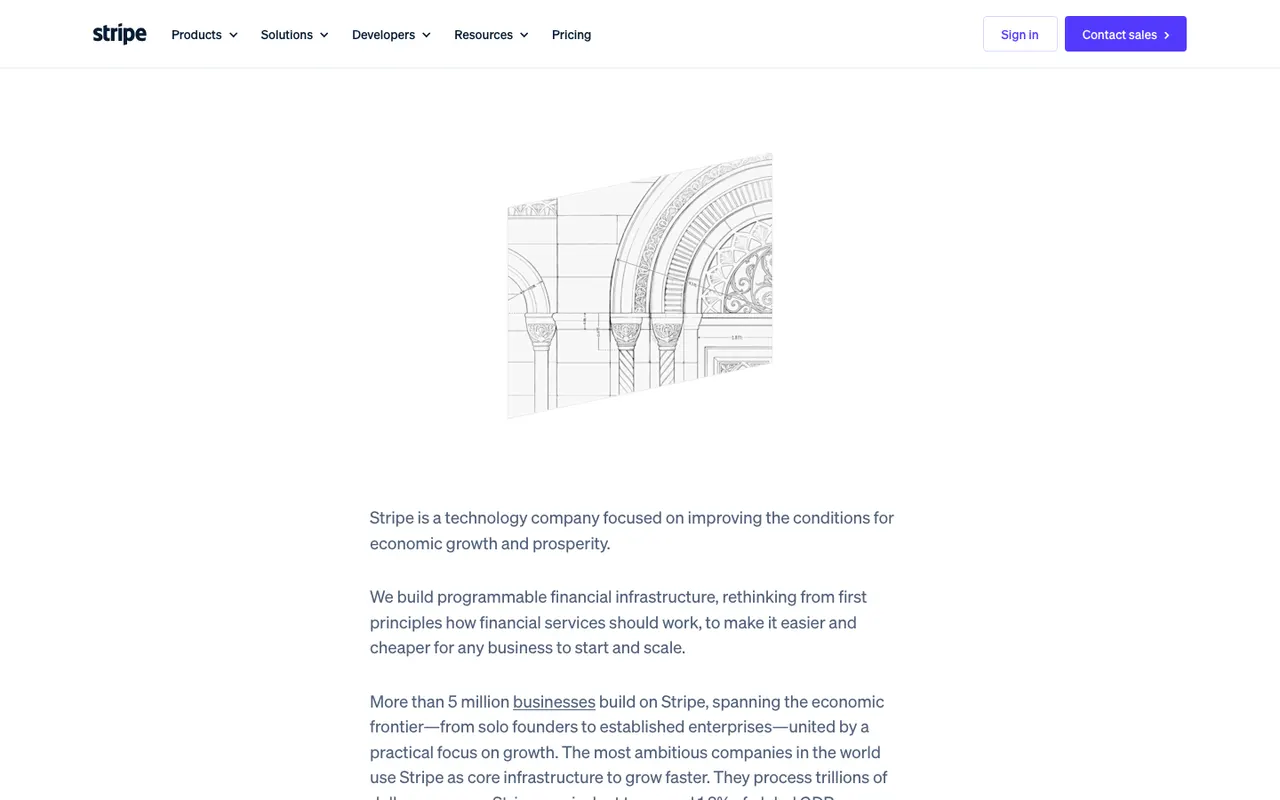 stripe Products Solutions Developers Resources Pricing Sign in Contact sales
Stripe is a technology company focused on improving the conditions for
economic growth and prosperity.
We build programmable financial infrastructure, rethinking from first
principles how financial services should work, to make it easier and
cheaper for any business to start and scale.
More than 5 million businesses build on Stripe, spanning the economic
frontier—from solo founders to established enterprises—united by a
practical focus on growth. The most ambitious companies in the world
use Stripe as core infrastructure to grow faster. They process trillions of